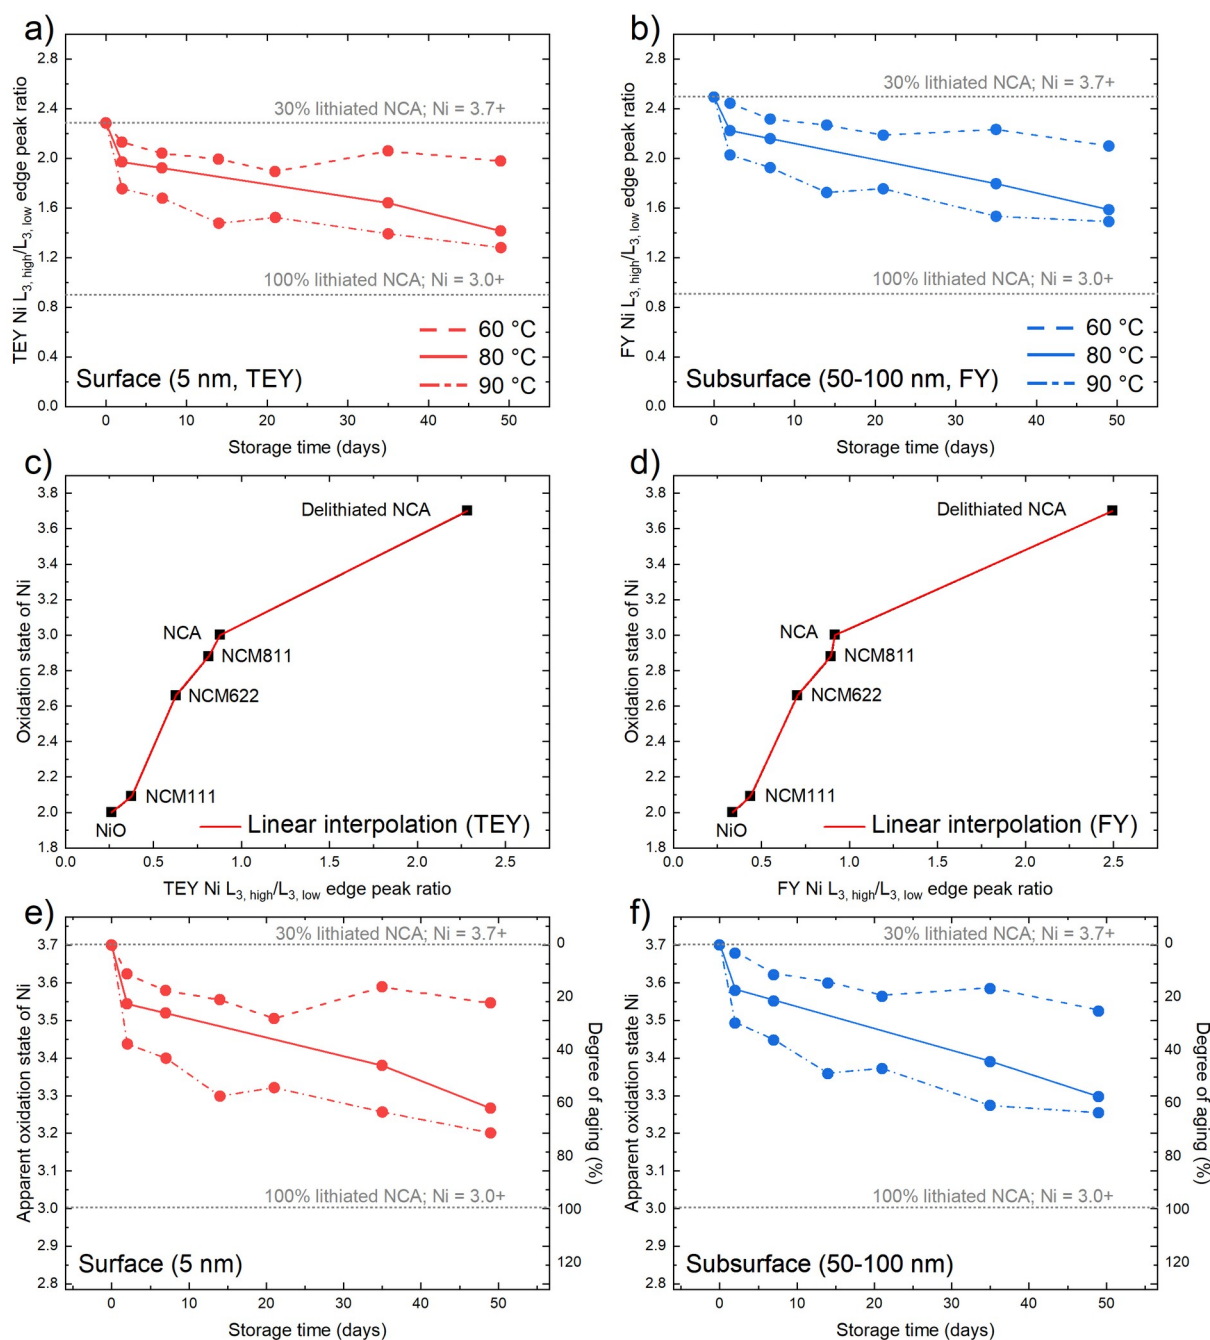 a)
2.8
2.4
2.0
1.6
1.2
0.8
0.4
0.0
TEY Ni L3, high/L3, low edge peak ratio
30% lithiated NCA; Ni = 3.7+
100% lithiated NCA; Ni = 3.0+
60 °C
80 °C
90 °C
Surface (5 nm, TEY)
0 10 20 30 40 50
Storage time (days)
b)
2.8
2.4
2.0
1.6
1.2
0.8
0.4
0.0
FY Ni L3, high/L3, low edge peak ratio
30% lithiated NCA; Ni = 3.7+
100% lithiated NCA; Ni = 3.0+
60 °C
80 °C
90 °C
Subsurface (50-100 nm, FY)
0 10 20 30 40 50
Storage time (days)
c)
3.8
3.6
3.4
3.2
3.0
2.8
2.6
2.4
2.2
2.0
1.8
Oxidation state of Ni
Delithiated NCA
NCA
NCM811
NCM622
NCM111
NiO
Linear interpolation (TEY)
0.0 0.5 1.0 1.5 2.0 2.5
TEY Ni L3, high/L3, low edge peak ratio
d)
3.8
3.6
3.4
3.2
3.0
2.8
2.6
2.4
2.2
2.0
1.8
Oxidation state of Ni
Delithiated NCA
NCA
NCM811
NCM622
NCM111
NiO
Linear interpolation (FY)
0.0 0.5 1.0 1.5 2.0 2.5
FY Ni L3, high/L3, low edge peak ratio
e)
3.7
3.6
3.5
3.4
3.3
3.2
3.1
3.0
2.9
2.8
Apparent oxidation state of Ni
30% lithiated NCA; Ni = 3.7+
100% lithiated NCA; Ni = 3.0+
Surface (5 nm)
0
20
40
60
80
100
120
Degree of aging (%)
0 10 20 30 40 50
Storage time (days)
f)
3.7
3.6
3.5
3.4
3.3
3.2
3.1
3.0
2.9
2.8
Apparent oxidation state Ni
30% lithiated NCA; Ni = 3.7+
100% lithiated NCA; Ni = 3.0+
Subsurface (50-100 nm)
0
20
40
60
80
100
120
Degree of aging (%)
0 10 20 30 40 50
Storage time (days)